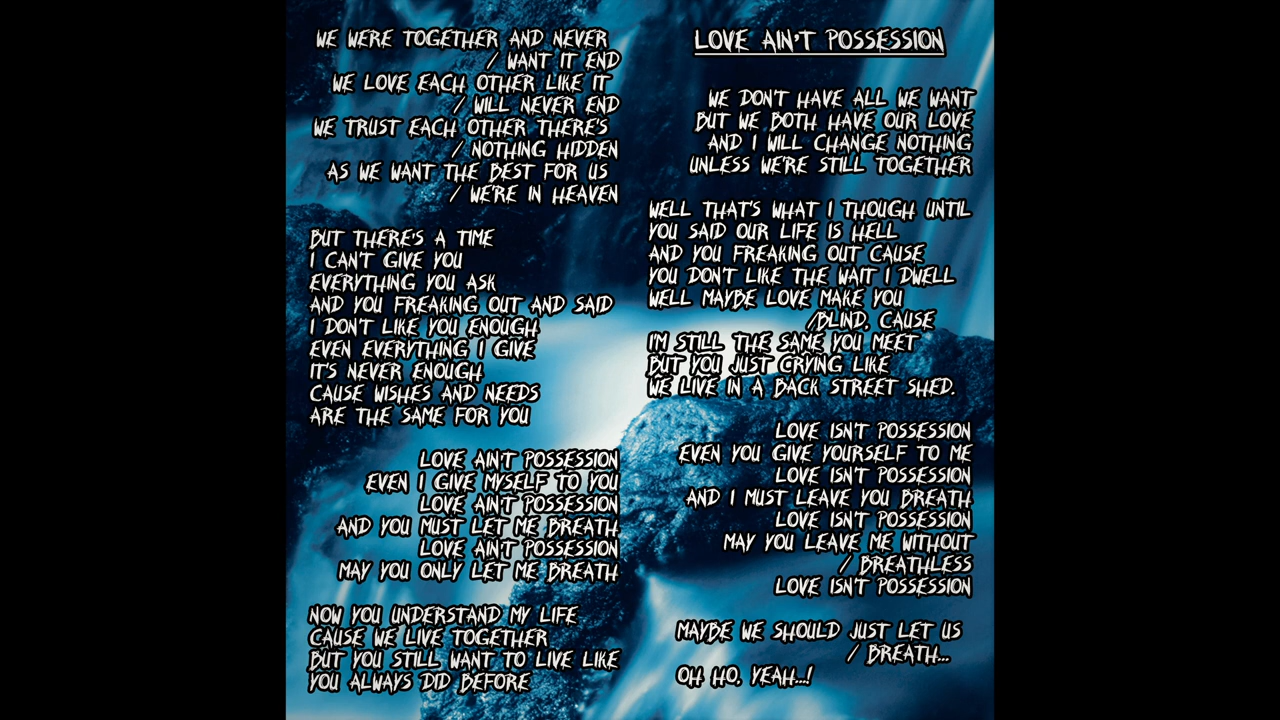 WE WERE TOGETHER AND NEVER
/ WANT IT END
WE LOVE EACH OTHER LIKE IT
/ WILL NEVER END
WE TRUST EACH OTHER THERE'S
/ NOTHING HIDDEN
AS WE WANT THE BEST FOR US
/ WE'RE IN HEAVEN
BUT THERE'S A TIME
I CAN'T GIVE YOU
EVERYTHING YOU ASK
AND YOU FREAKING OUT AND SAID
I DON'T LIKE YOU ENOUGH
EVEN EVERYTHING I GIVE
IT'S NEVER ENOUGH
CAUSE WISHES AND NEEDS
ARE THE SAME FOR YOU
LOVE AIN'T POSSESSION
EVEN I GIVE MYSELF TO YOU
LOVE AIN'T POSSESSION
AND YOU MUST LET ME BREATH
LOVE AIN'T POSSESSION
MAY YOU ONLY LET ME BREATH
NOW YOU UNDERSTAND MY LIFE
CAUSE WE LIVE TOGETHER
BUT YOU STILL WANT TO LIVE LIKE
YOU ALWAYS DID BEFORE
LOVE AIN'T POSSESSION
WE DON'T HAVE ALL WE WANT
BUT WE BOTH HAVE OUR LOVE
AND I WILL CHANGE NOTHING
UNLESS WE'RE STILL TOGETHER
WELL THAT'S WHAT I THOUGH UNTIL
YOU SAID OUR LIFE IS HELL
AND YOU FREAKING OUT CAUSE
YOU DON'T LIKE THE WAIT I DWELL
WELL MAYBE LOVE MAKE YOU
/BLIND, CAUSE
I'M STILL THE SAME YOU MEET
BUT YOU JUST CRYING LIKE
WE LIVE IN A BACK STREET SHED.
LOVE ISN'T POSSESSION
EVEN YOU GIVE YOURSELF TO ME
LOVE ISN'T POSSESSION
AND I MUST LEAVE YOU BREATH
LOVE ISN'T POSSESSION
MAY YOU LEAVE ME WITHOUT
/ BREATHLESS
LOVE ISN'T POSSESSION
MAYBE WE SHOULD JUST LET US
/ BREATH...
OH HO, YEAH...!